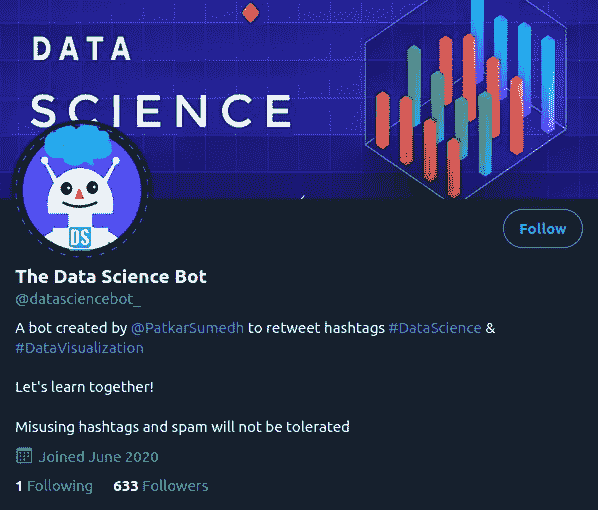 DATA
SCIENCE
DS
Follow
The Data Science Bot
@datasciencebot_
A bot created by @PatkarSumedh to retweet hashtags #DataScience &
#DataVisualization
Let's learn together!
Misusing hashtags and spam will not be tolerated
Joined June 2020
1 Following 633 Followers